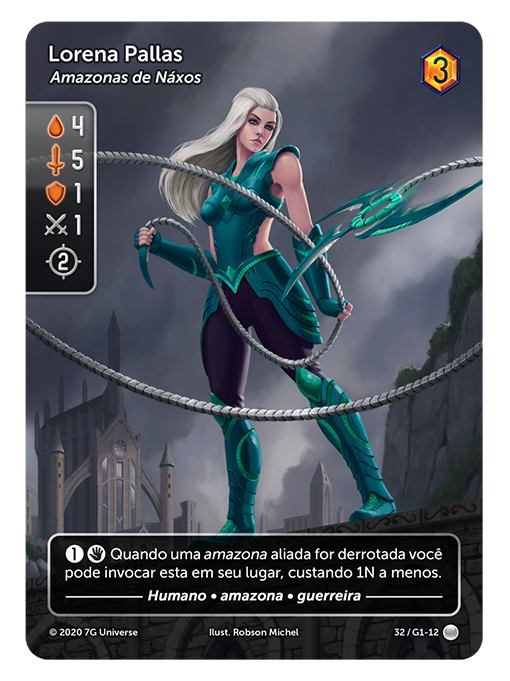 Lorena Pallas
Amazonas de Náxos
3
4
5
1
1
2
1 Quando uma amazona aliada for derrotada você
pode invocar esta em seu lugar, custando 1N a menos.
Humano • amazona • guerreira
© 2020 7G Universe Ilust. Robson Michel 32 / G1-12